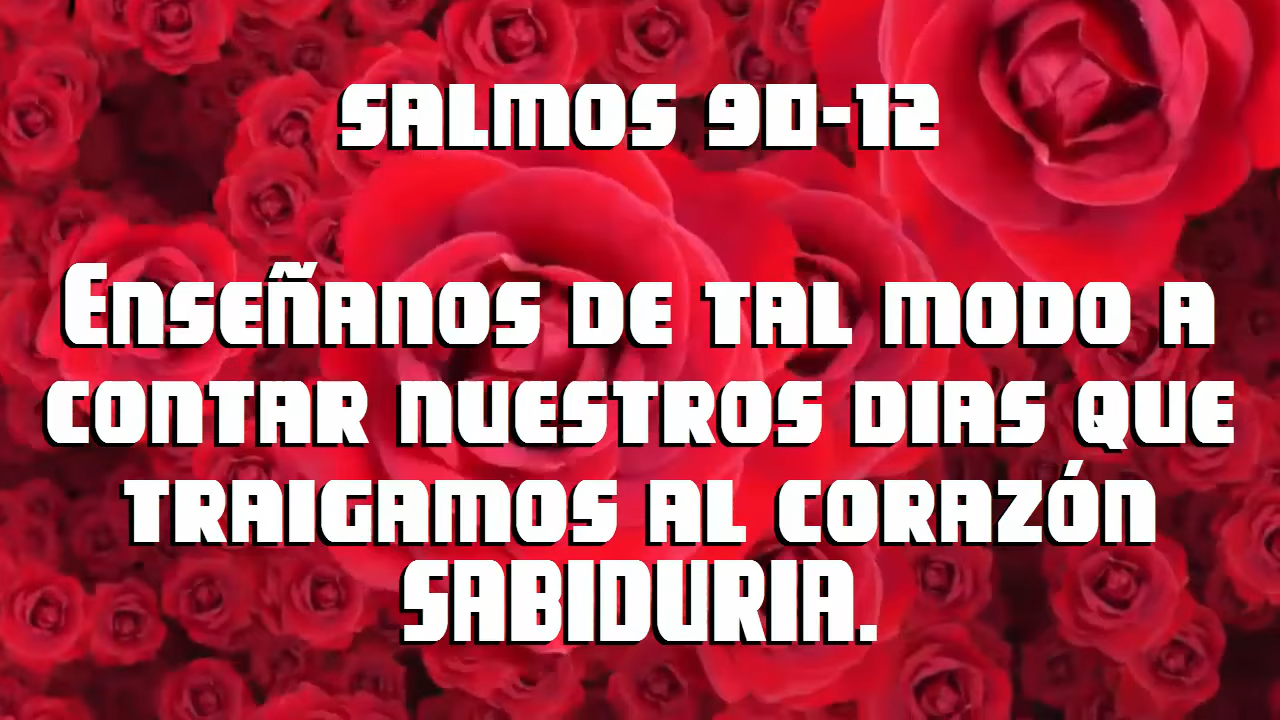 SALMOS 90-12
Enseñanos de tal modo a
contar nuestros dias que
traigamos al corazón
SABIDURIA.